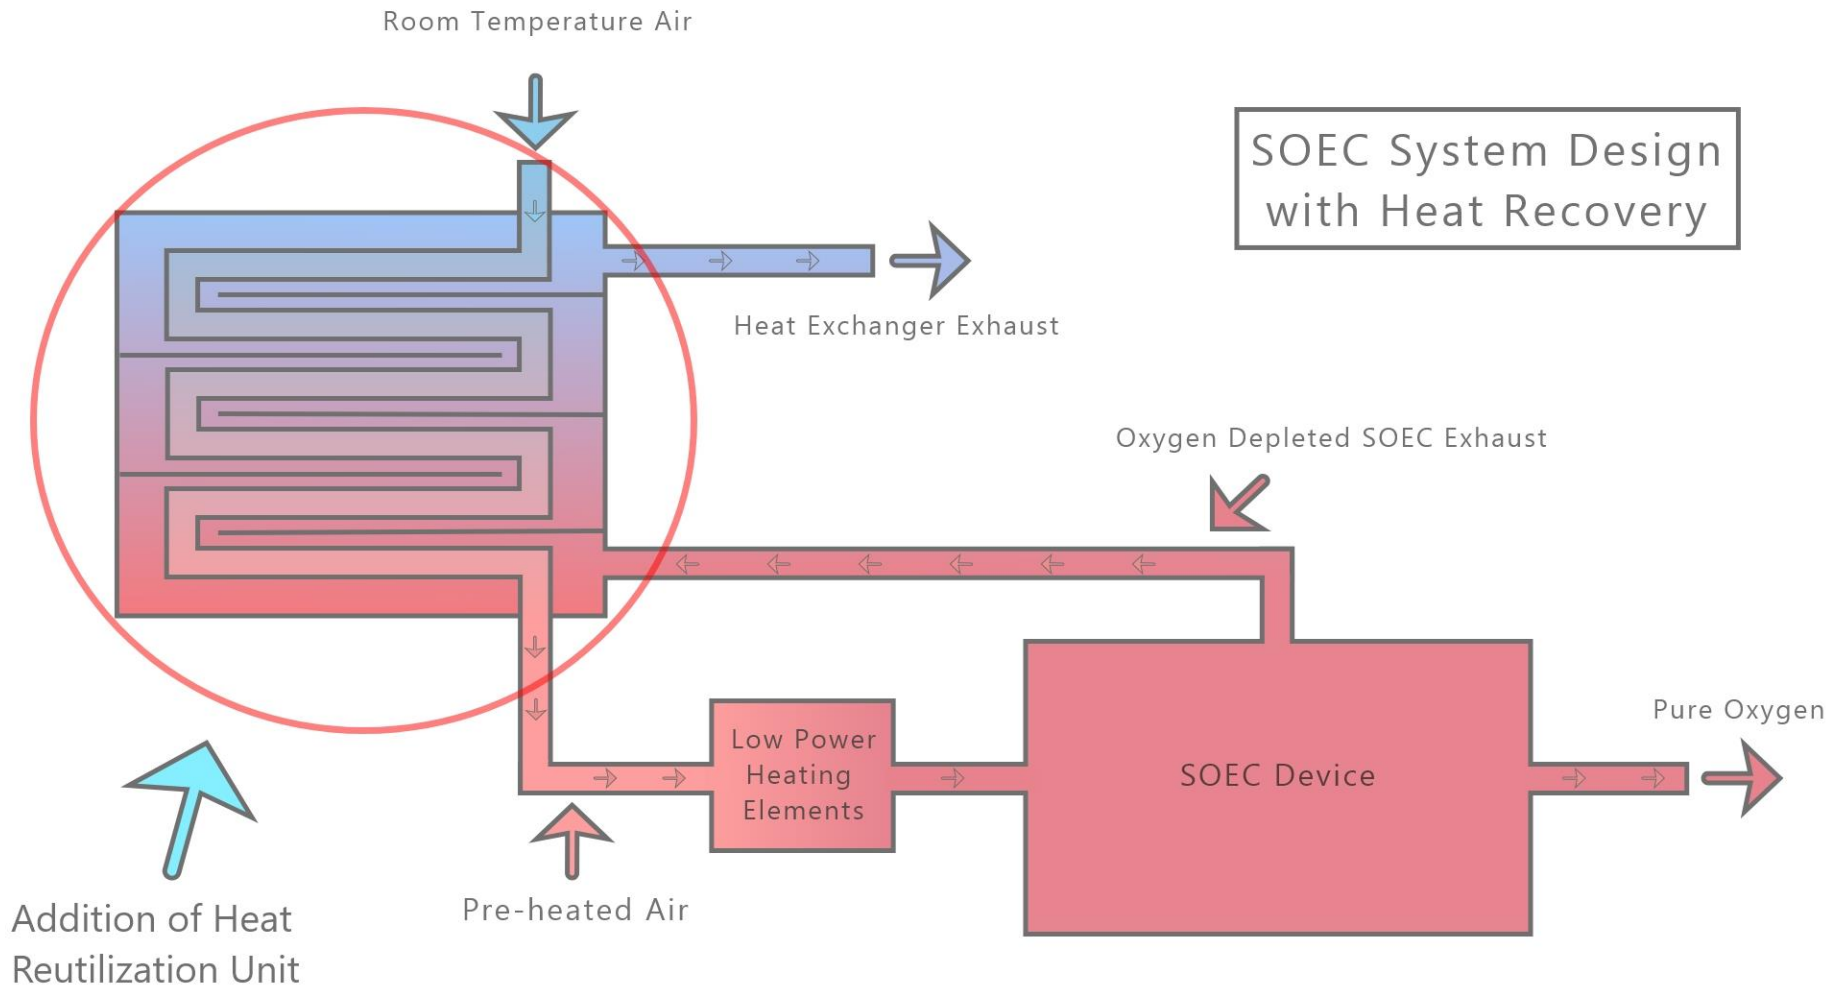 Room Temperature Air
SOEC System Design
with Heat Recovery
Heat Exchanger Exhaust
Oxygen Depleted SOEC Exhaust
Pure Oxygen
Low Power
Heating
Elements
SOEC Device
Pre-heated Air
Addition of Heat
Reutilization Unit